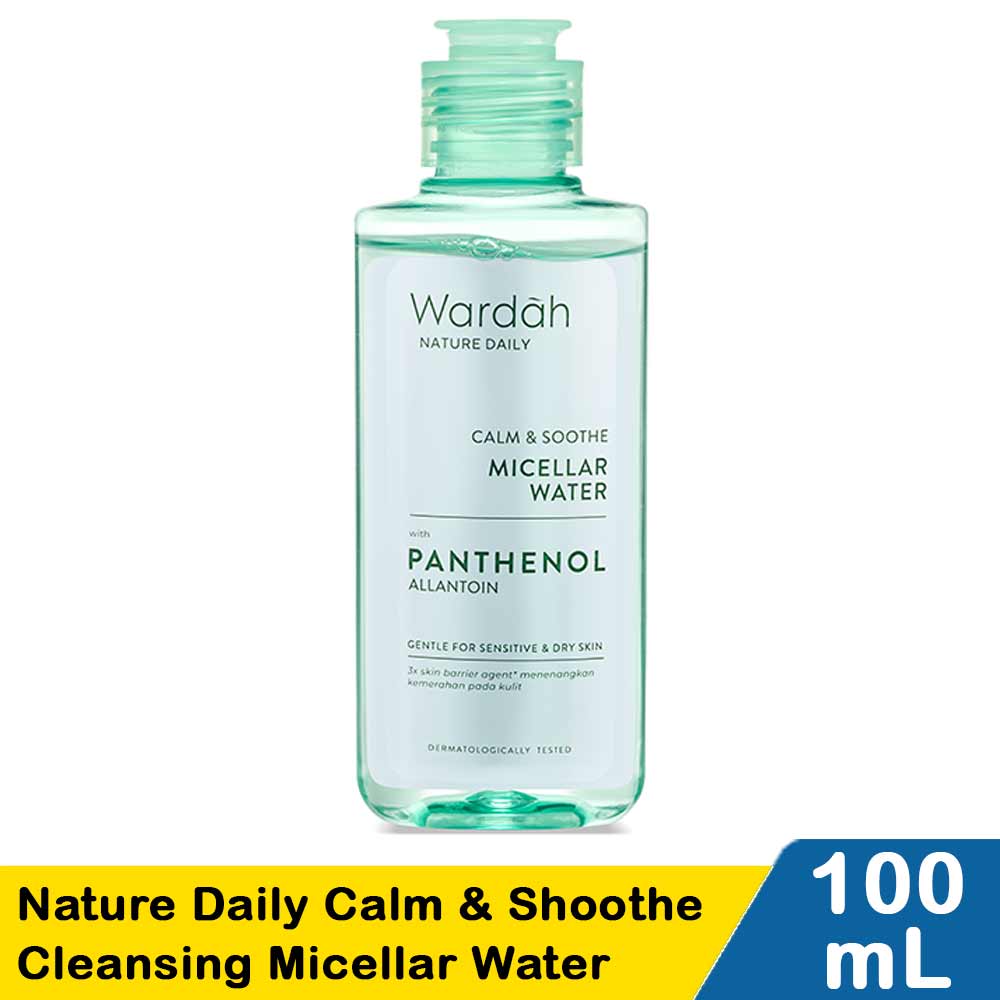 Wardāh
NATURE DAILY
CALM & SOOTHE
MICELLAR
WATER
with
PANTHENOL
ALLANTOIN
GENTLE FOR SENSITIVE & DRY SKIN
3x skin barrier agent* menenangkan
kemerahan pada kulit
DERMATOLOGICALLY TESTED
Nature Daily Calm & Shoothe
Cleansing Micellar Water
100
mL